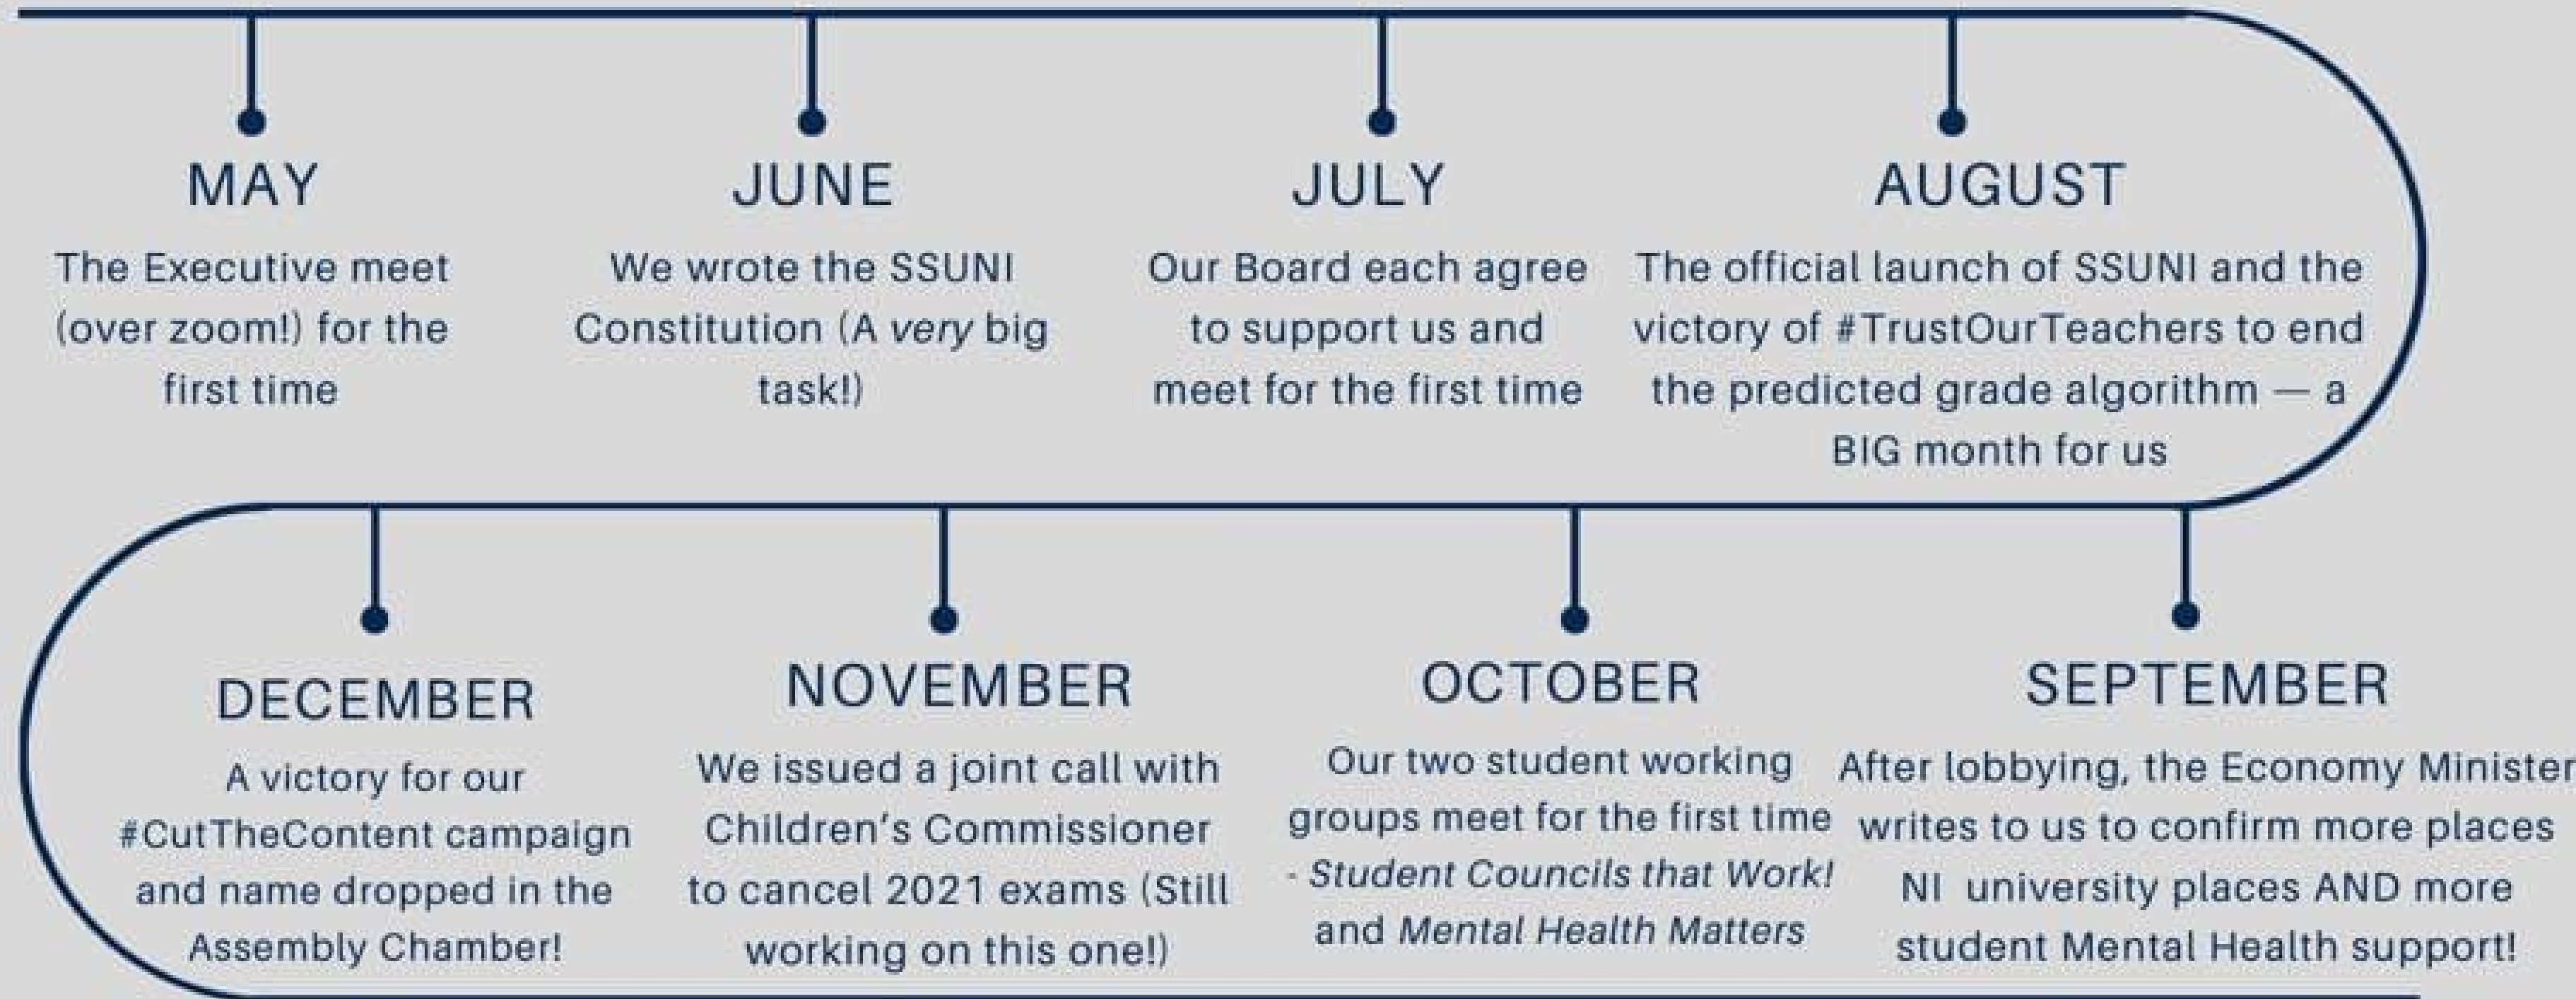 MAY
The Executive meet
(over zoom!) for the
first time
JUNE
We wrote the SSUNI
Constitution (A very big
task!)
JULY
Our Board each agree
to support us and
meet for the first time
AUGUST
The official launch of SSUNI and the
victory of #TrustOurTeachers to end
the predicted grade algorithm — a
BIG month for us
DECEMBER
A victory for our
#CutTheContent campaign
and name dropped in the
Assembly Chamber!
NOVEMBER
We issued a joint call with
Children's Commissioner
to cancel 2021 exams (Still
working on this one!)
OCTOBER
Our two student working
groups meet for the first time
- Student Councils that Work!
and Mental Health Matters
SEPTEMBER
After lobbying, the Economy Minister
writes to us to confirm more places
NI  university places AND more
student Mental Health support!